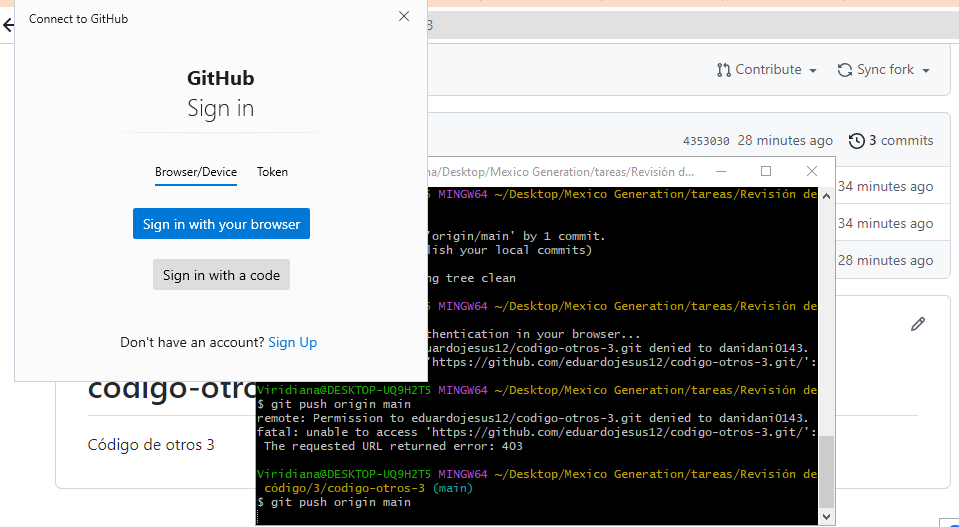 Connect to GitHub
GitHub
Sign in
Browser/Device Token
Sign in with your browser
Sign in with a code
Don't have an account? Sign Up
3
Contribute Sync fork
4353030 28 minutes ago 3 commits
34 minutes ago
34 minutes ago
28 minutes ago
código-otro
Código de otros 3
na/Desktop/Mexico Generation/tareas/Revisión d...
5 MINGW64 ~/Desktop/Mexico Generation/tareas/Revisión de
'origin/main' by 1 commit.
lish your local commits)
ng tree clean
5 MINGW64 ~/Desktop/Mexico Generation/tareas/Revisión de
thentication in your browser...
eduardojesus12/codigo-otros-3.git denied to danidani0143.
'https://github.com/eduardojesus12/codigo-otros-3.git/':
Viridiana@DESKTOP-UQ9H2T5 MINGW64 ~/Desktop/Mexico Generation/tareas/Revisión de
$ git push origin main
remote: Permission to eduardojesus12/codigo-otros-3.git denied to danidani0143.
fatal: unable to access 'https://github.com/eduardojesus12/codigo-otros-3.git/':
The requested URL returned error: 403
Viridiana@DESKTOP-UQ9H2T5 MINGW64 ~/Desktop/Mexico Generation/tareas/Revisión de
código/3/codigo-otros-3 (main)
$ git push origin main